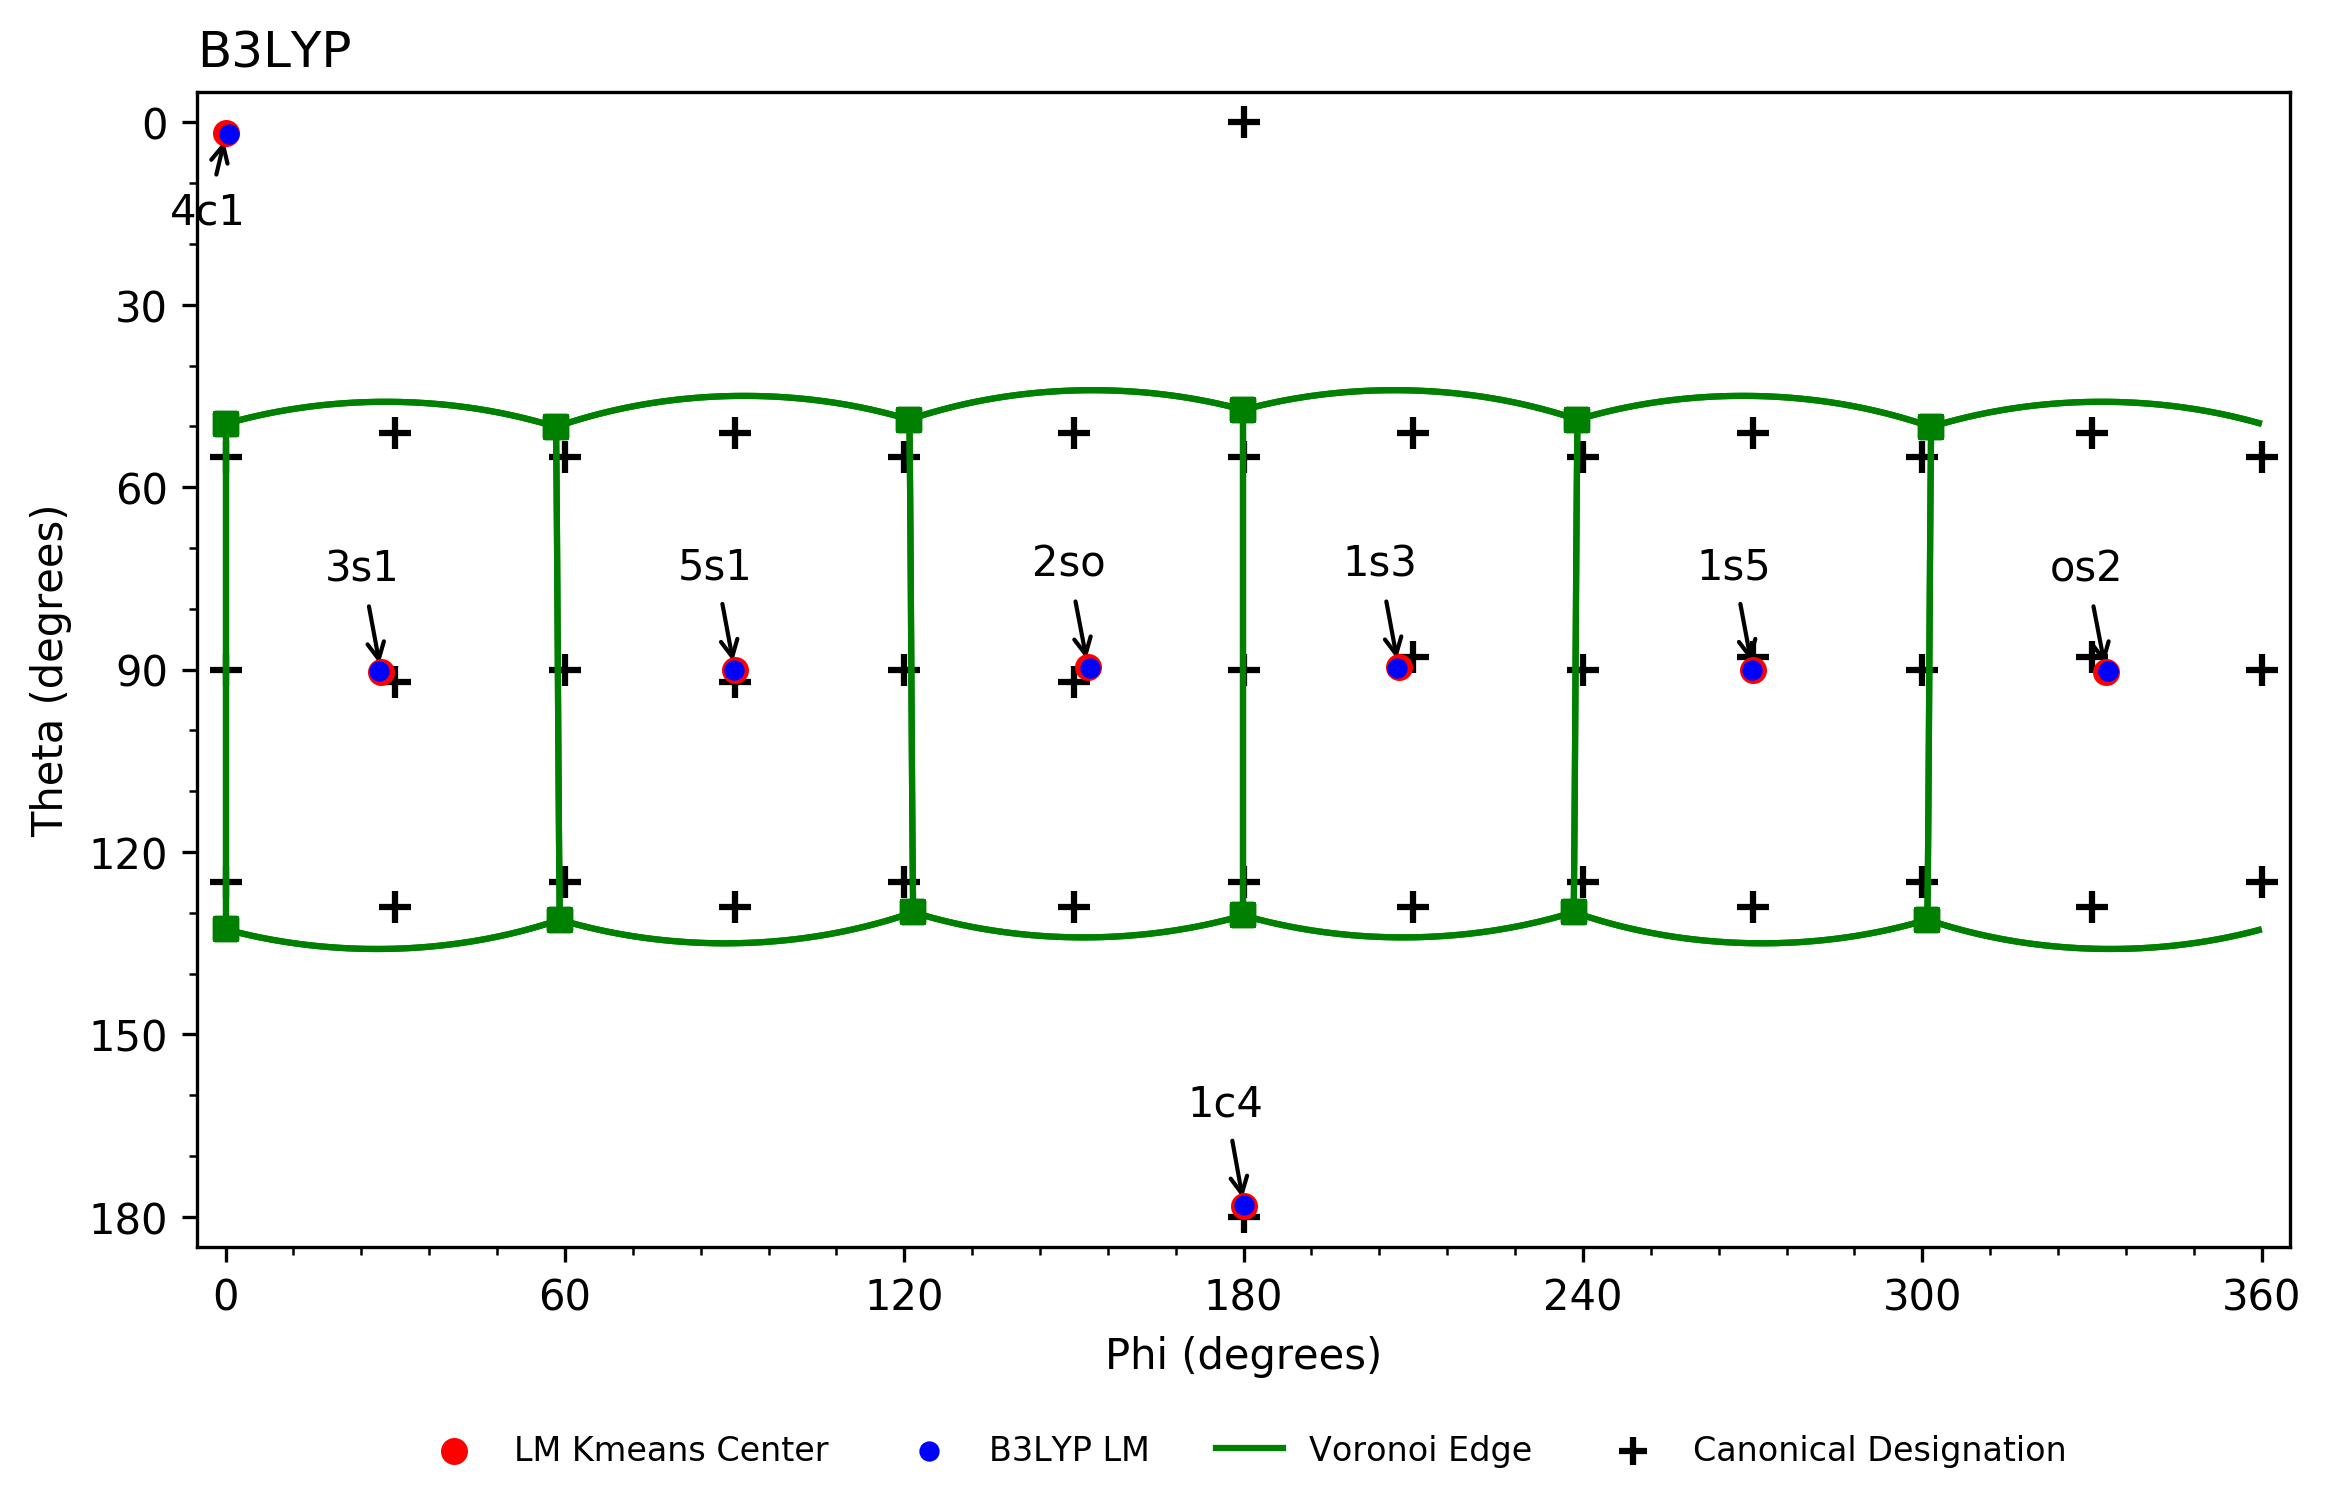 B3LYP
0
4c1
30
60
3s1 5s1 2so 1s3 1s5 os2
90
120
150
1c4
180
Theta (degrees)
0 60 120 180 240 300 360
Phi (degrees)
LM Kmeans Center B3LYP LM Voronoi Edge Canonical Designation